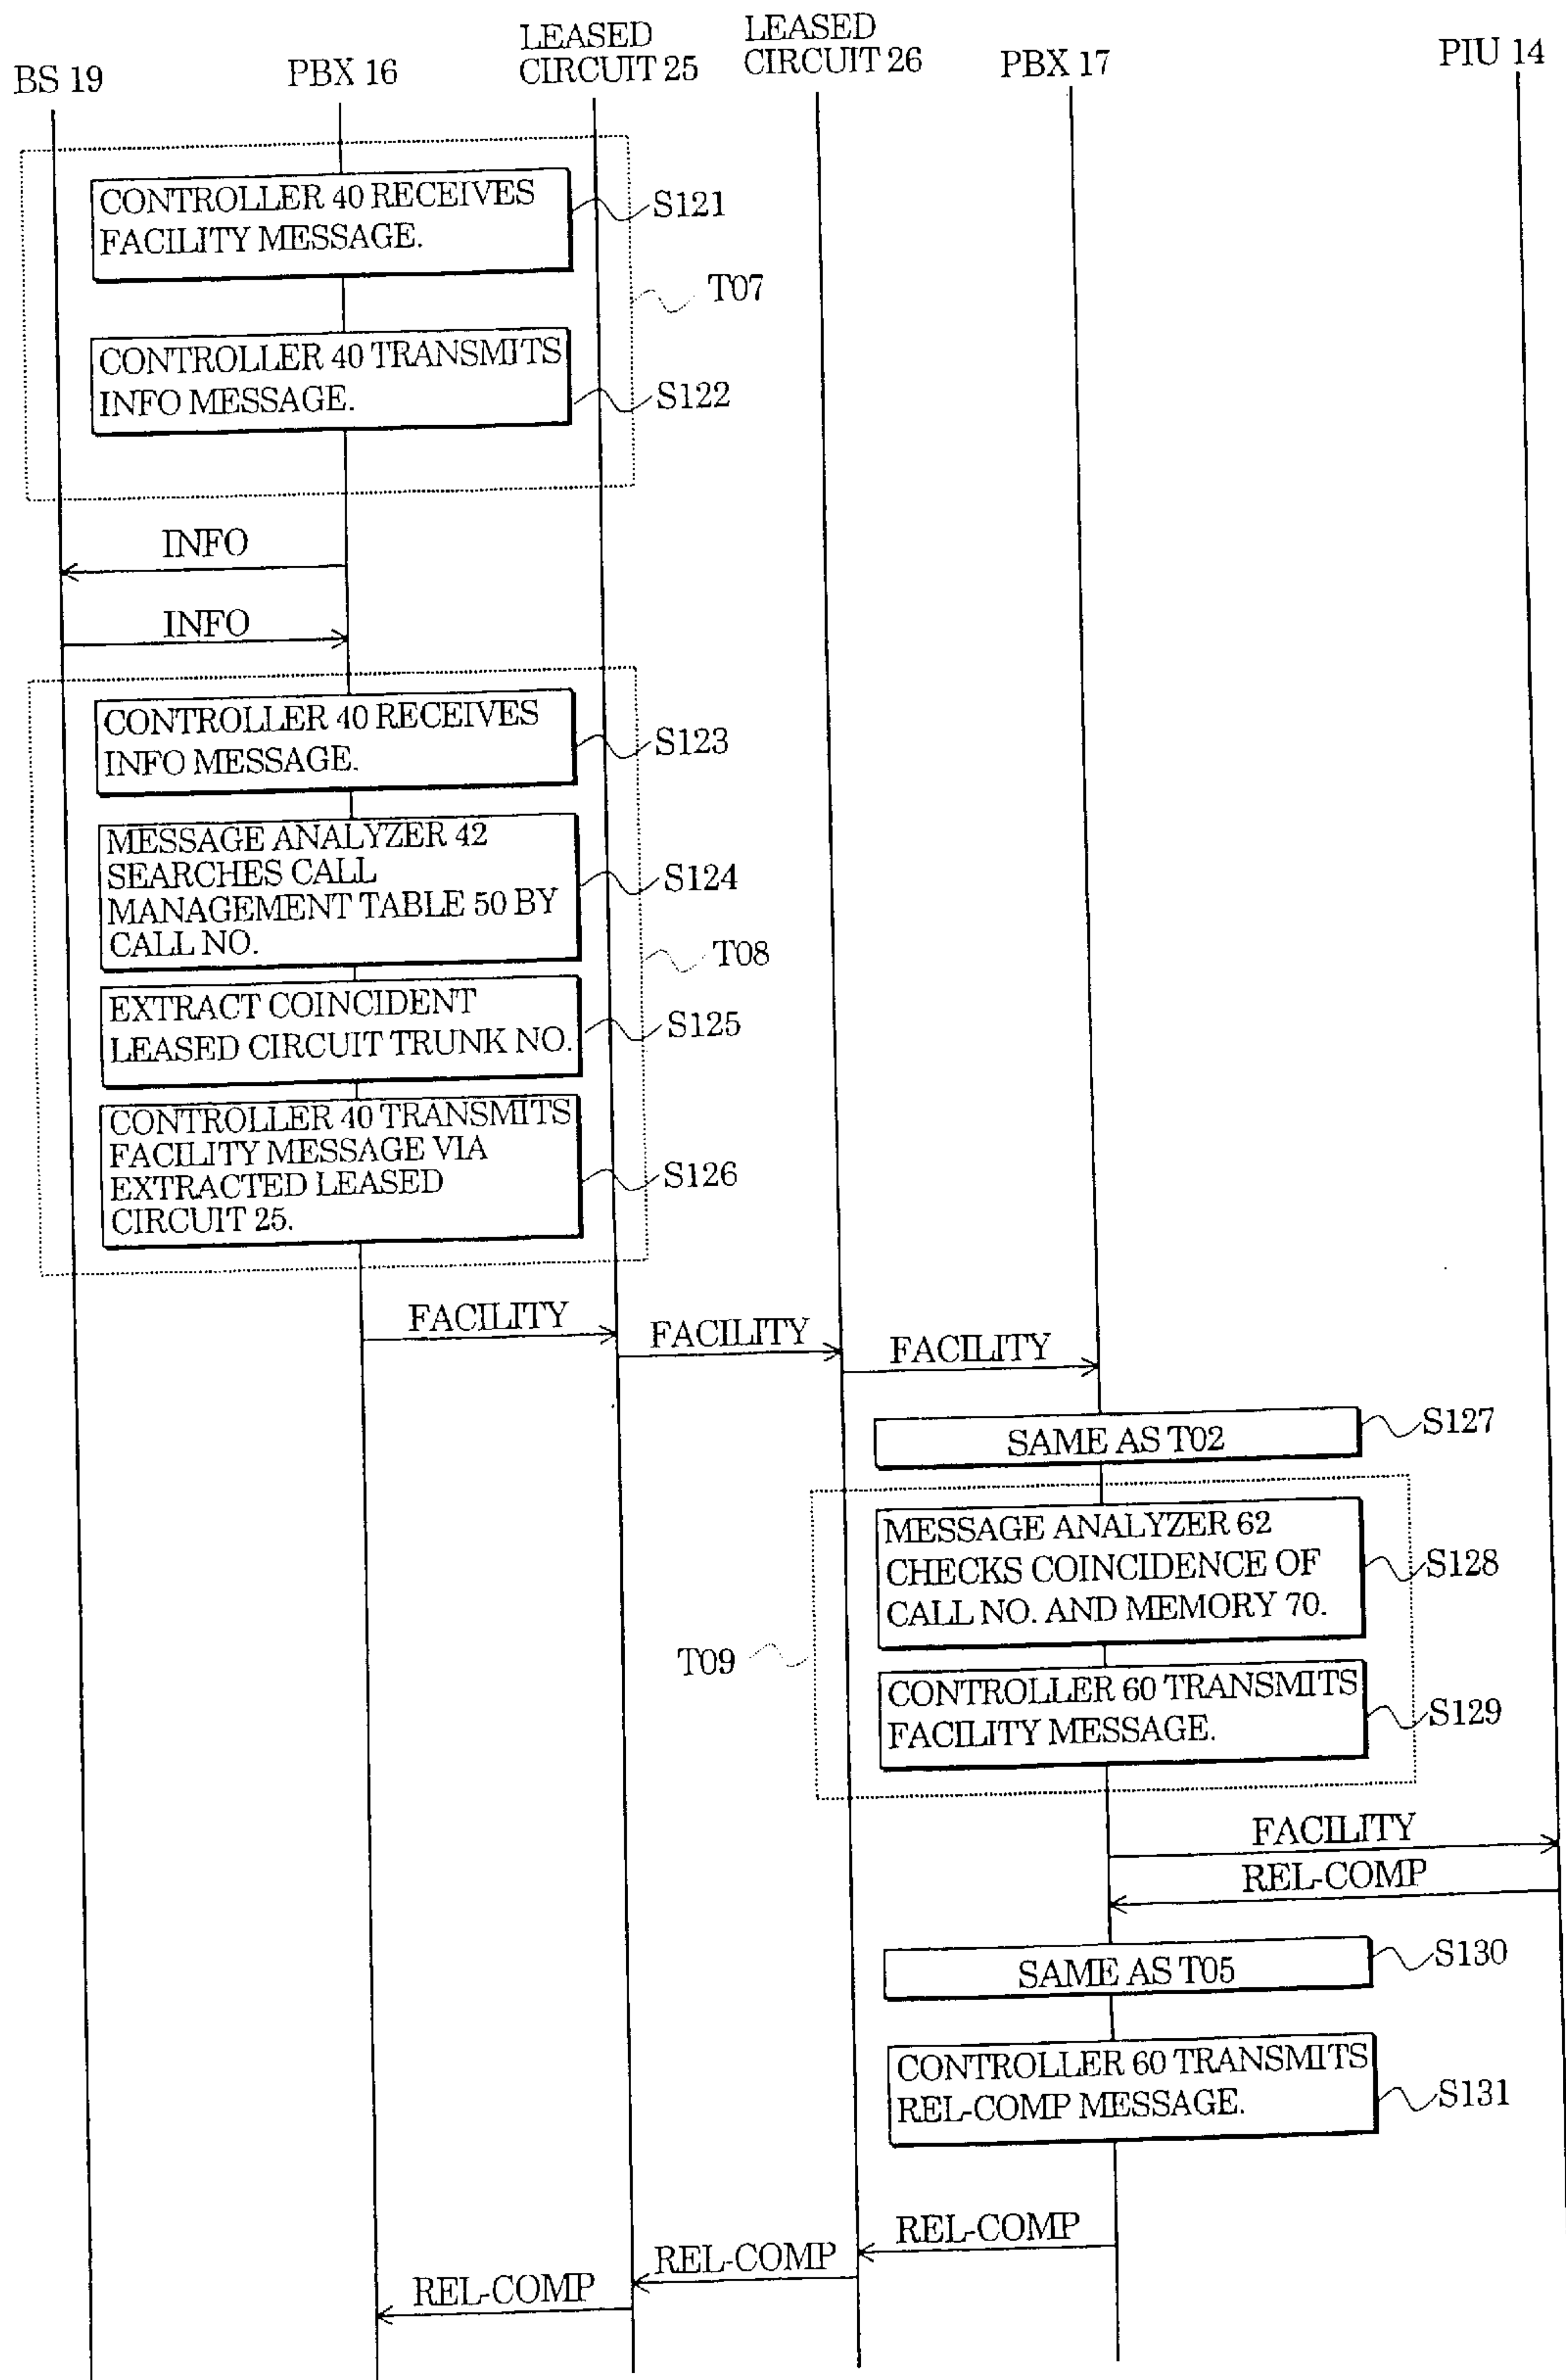 BS 19
PBX 16
LEASED
CIRCUIT 25
LEASED
CIRCUIT 26
PBX 17
PIU 14
CONTROLLER 40 RECEIVES
FACILITY MESSAGE.
S121
T07
CONTROLLER 40 TRANSMITS
INFO MESSAGE.
S122
INFO
INFO
CONTROLLER 40 RECEIVES
INFO MESSAGE.
S123
MESSAGE ANALYZER 42
SEARCHES CALL
MANAGEMENT TABLE 50 BY
CALL NO.
S124
T08
EXTRACT COINCIDENT
LEASED CIRCUIT TRUNK NO.
S125
CONTROLLER 40 TRANSMITS
FACILITY MESSAGE VIA
EXTRACTED LEASED
CIRCUIT 25.
S126
FACILITY
FACILITY
FACILITY
SAME AS T02
S127
MESSAGE ANALYZER 62
CHECKS COINCIDENCE OF
CALL NO. AND MEMORY 70.
S128
T09
CONTROLLER 60 TRANSMITS
FACILITY MESSAGE.
S129
FACILITY
REL-COMP
SAME AS T05
S130
CONTROLLER 60 TRANSMITS
REL-COMP MESSAGE.
S131
REL-COMP
REL-COMP
REL-COMP